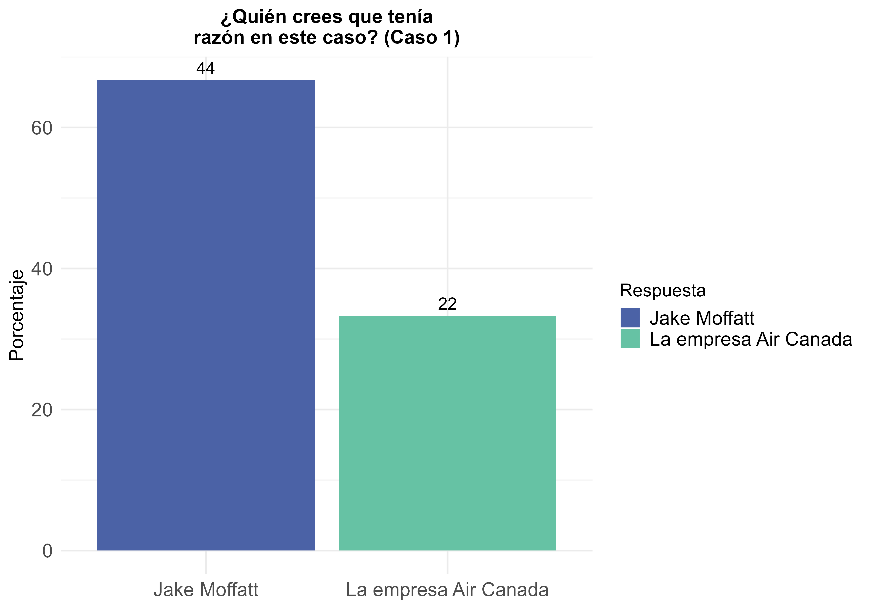 ¿Quién crees que tenía
razón en este caso? (Caso 1)
44
60
22
40
20
0
Porcentaje
Jake Moffatt
La empresa Air Canada
Respuesta
Jake Moffatt
La empresa Air Canada